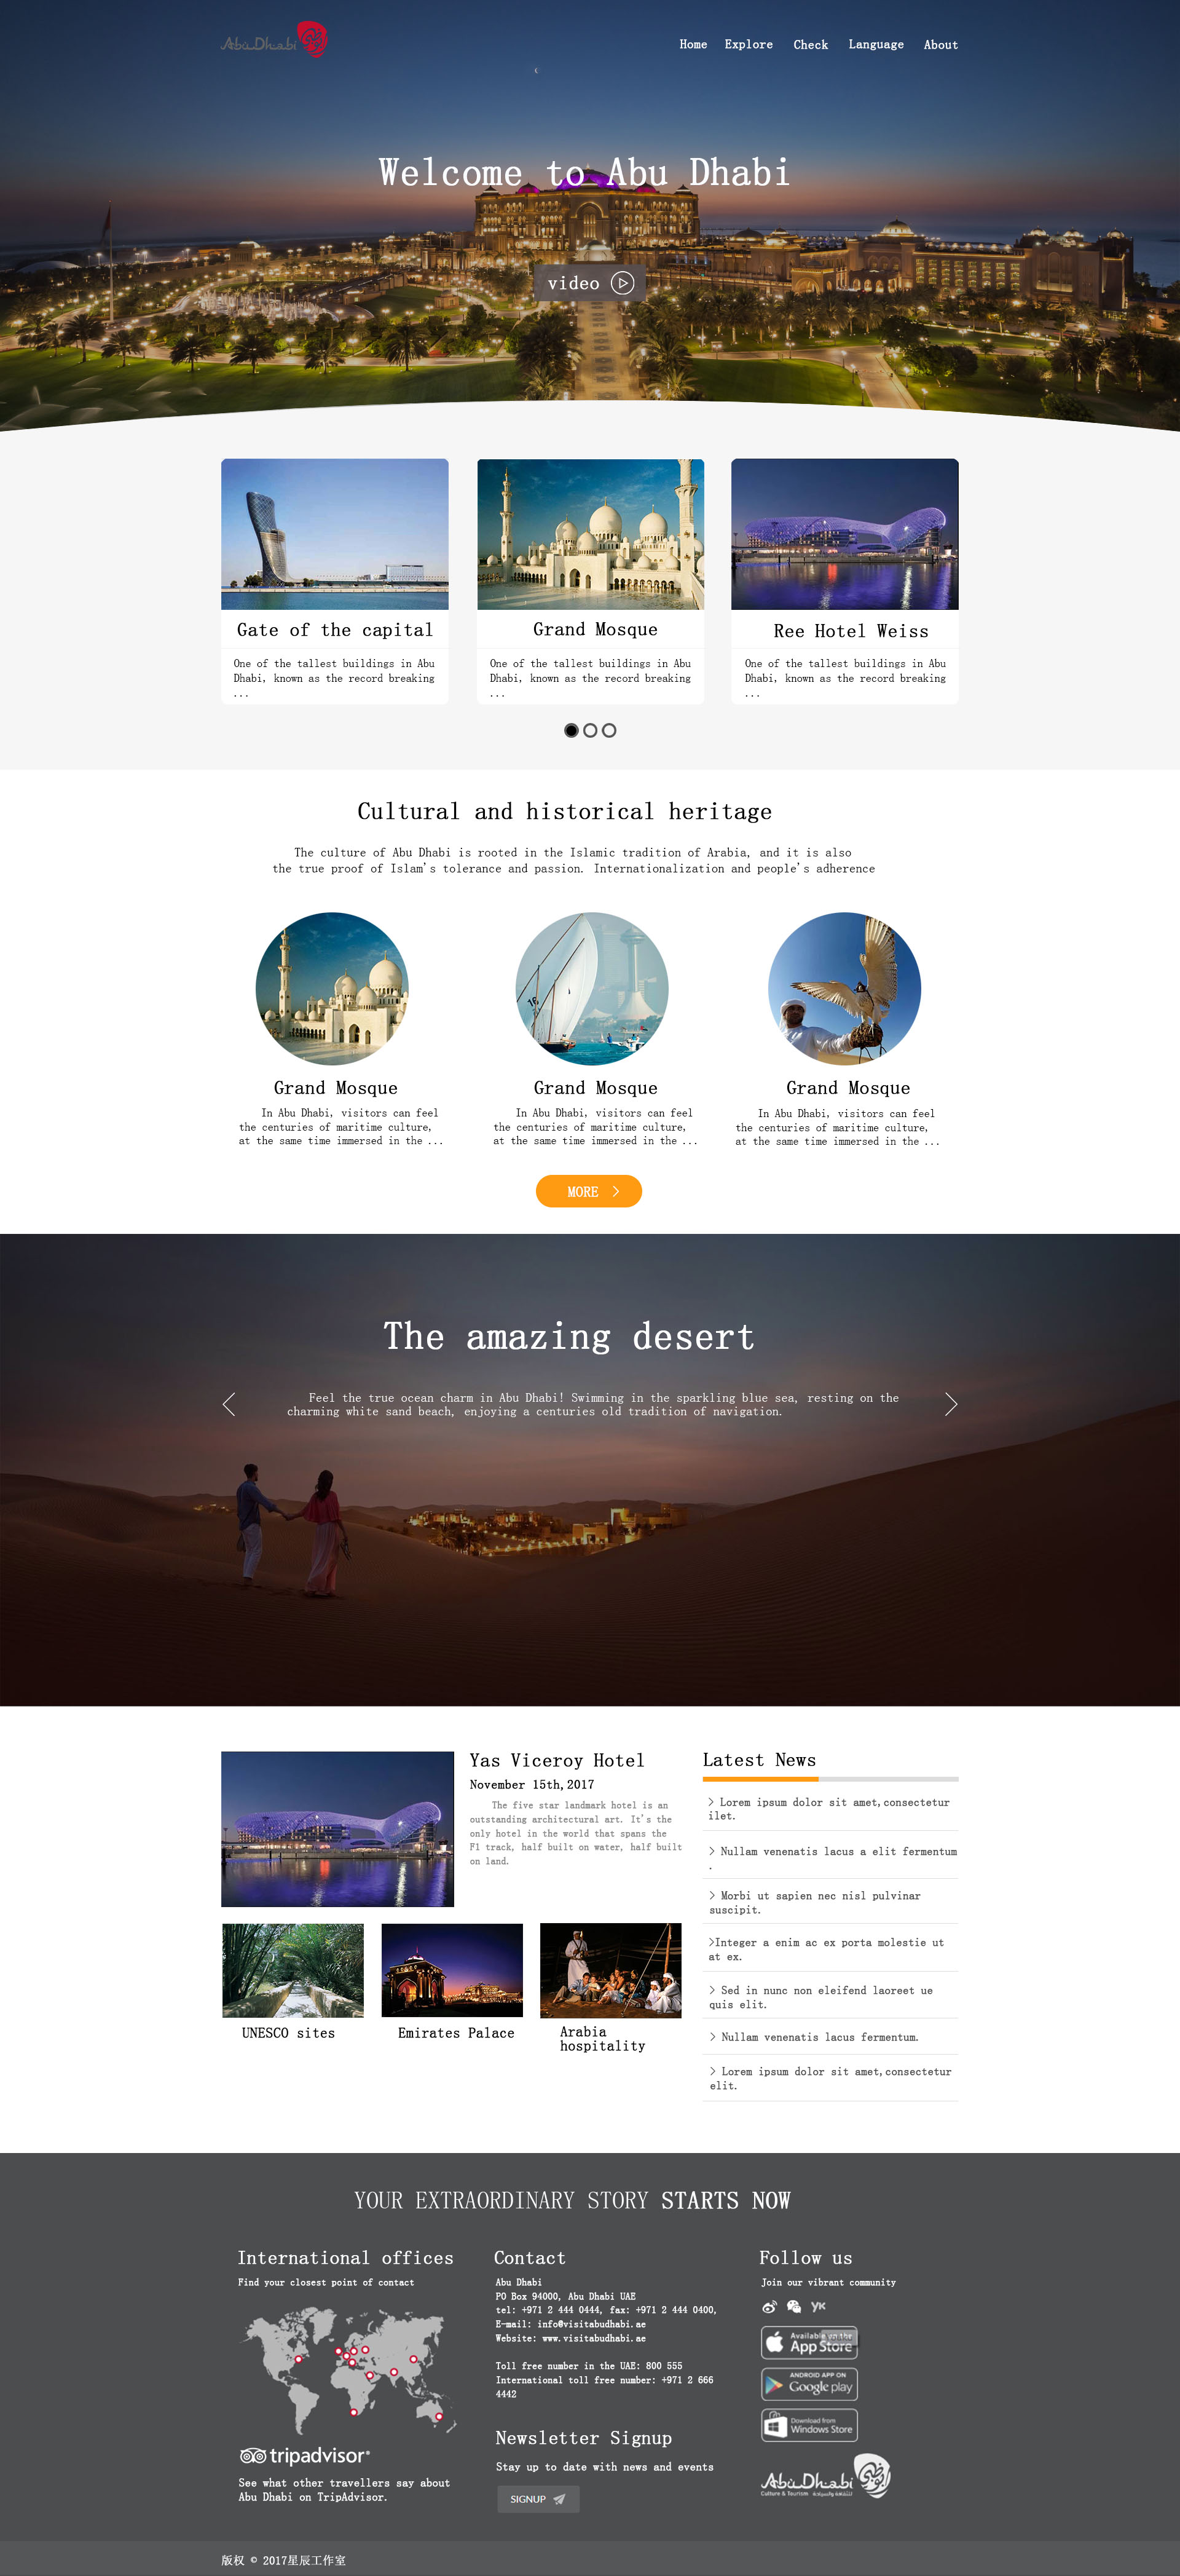 Abu Dhabi
Home Explore Check Language About
Welcome to Abu Dhabi
video
Gate of the capital
One of the tallest buildings in Abu
Dhabi, known as the record breaking
...
Grand Mosque
One of the tallest buildings in Abu
Dhabi, known as the record breaking
...
Ree Hotel Weiss
One of the tallest buildings in Abu
Dhabi, known as the record breaking
...
Cultural and historical heritage
The culture of Abu Dhabi is rooted in the Islamic tradition of Arabia, and it is also
the true proof of Islam's tolerance and passion. Internationalization and people's adherence
Grand Mosque
In Abu Dhabi, visitors can feel
the centuries of maritime culture,
at the same time immersed in the ...
Grand Mosque
In Abu Dhabi, visitors can feel
the centuries of maritime culture,
at the same time immersed in the ...
Grand Mosque
In Abu Dhabi, visitors can feel
the centuries of maritime culture,
at the same time immersed in the ...
MORE
The amazing desert
Feel the true ocean charm in Abu Dhabi! Swimming in the sparkling blue sea, resting on the
charming white sand beach, enjoying a centuries old tradition of navigation.
Yas Viceroy Hotel
November 15th,2017
The five star landmark hotel is an
outstanding architectural art. It's the
only hotel in the world that spans the
F1 track, half built on water, half built
on land.
UNESCO sites
Emirates Palace
Arabia
hospitality
Latest News
Lorem ipsum dolor sit amet,consectetur
ilet.
Nullam venenatis lacus a elit fermentum
.
Morbi ut sapien nec nisl pulvinar
suscipit.
Integer a enim ac ex porta molestie ut
at ex.
Sed in nunc non eleifend laoreet ue
quis elit.
Nullam venenatis lacus fermentum.
Lorem ipsum dolor sit amet,consectetur
elit.
YOUR EXTRAORDINARY STORY STARTS NOW
International offices
Find your closest point of contact
tripadvisor®
See what other travellers say about
Abu Dhabi on TripAdvisor.
Contact
Abu Dhabi
PO Box 94000, Abu Dhabi UAE
tel: +971 2 444 0444, fax: +971 2 444 0400,
E-mail: info@visitabudhabi.ae
Website: www.visitabudhabi.ae
Toll free number in the UAE: 800 555
International toll free number: +971 2 666
4442
Newsletter Signup
Stay up to date with news and events
SIGNUP
Follow us
Join our vibrant community
Available on the
App Store
ANDROID APP ON
Google play
Download from
Windows Store
Abu Dhabi
Culture & Tourism
版权 © 2017星辰工作室